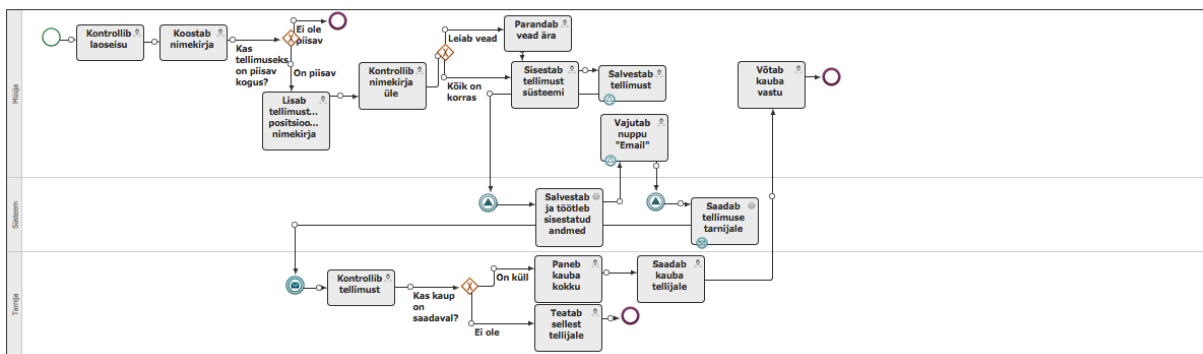 Müüja
Kontrollib
laoseisu
Koostab
nimekirja
Kas
tellimuseks
on piisav
kogus?
Ei ole
piisav
On piisav
Lisab
tellimust...
positsioo...
nimekirja
Kontrollib
nimekirja
üle
Leiab vead
Kõik on
korras
Parandab
vead ära
Sisestab
tellimust
süsteemi
Salvestab
tellimust
Vajutab
nuppu
"Email"
Võtab
kauba
vastu
Süsteem
Salvestab
ja töötleb
sisestatud
andmed
Saadab
tellimuse
tarnijale
Tarnija
Kontrollib
tellimust
Kas kaup
on
saadaval?
On küll
Ei ole
Paneb
kauba
kokku
Saadab
kauba
tellijale
Teatab
sellest
tellijale